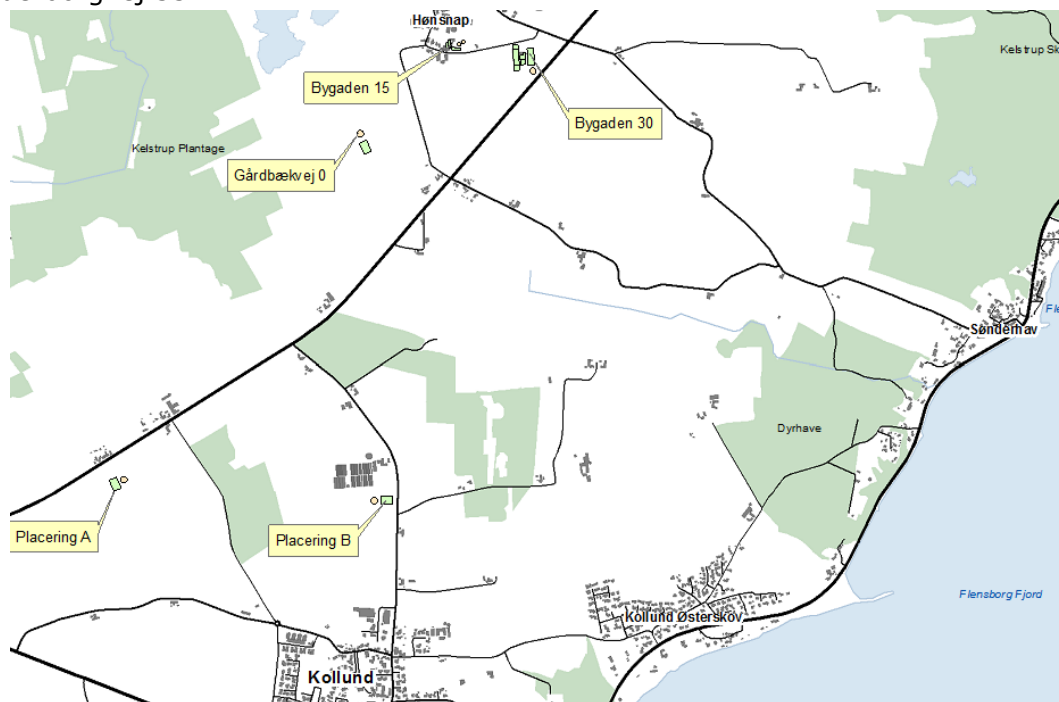 Hønsnap
Kelstrup Sk
Bygaden 15
Bygaden 30
Kelstrup Plantage
Gårdbækvej 0
Sønderhav
Dyrhave
Placering A
Placering B
Flensborg Fjord
Kollund Østerskov
Kollund